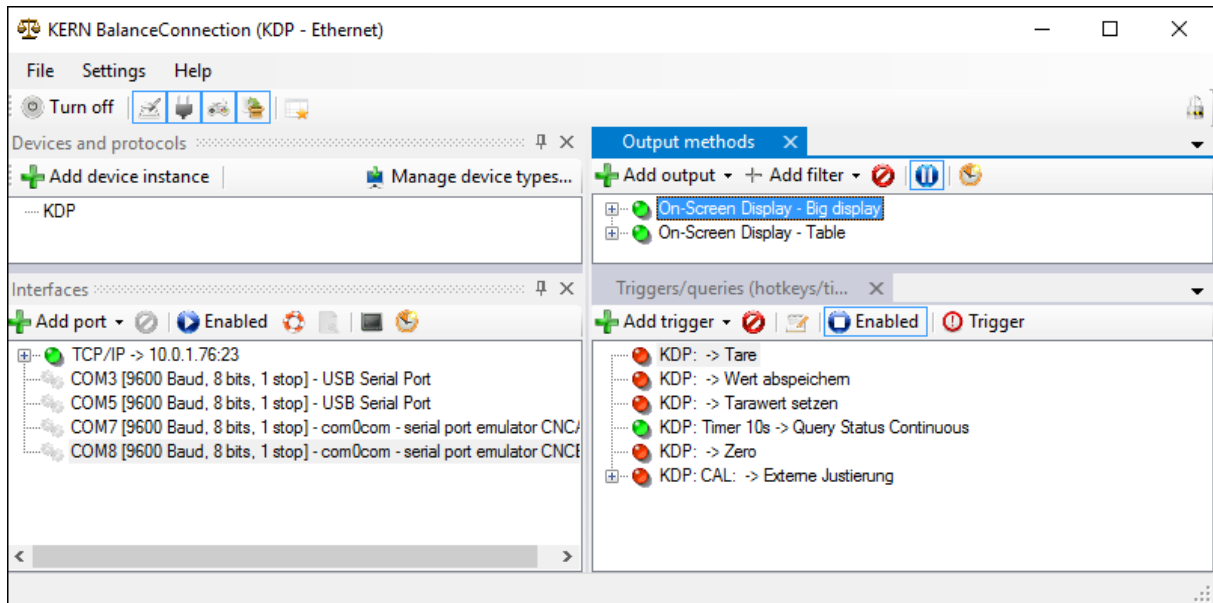 KERN BalanceConnection (KDP - Ethernet)
File Settings Help
Turn off
Devices and protocols
Add device instance Manage device types...
KDP
Output methods
Add output Add filter
On-Screen Display - Big display
On-Screen Display - Table
Interfaces
Add port Enabled
TCP/IP -> 10.0.1.76:23
COM3 [9600 Baud, 8 bits, 1 stop] - USB Serial Port
COM5 [9600 Baud, 8 bits, 1 stop] - USB Serial Port
COM7 [9600 Baud, 8 bits, 1 stop] - com0com - serial port emulator CNCA
COM8 [9600 Baud, 8 bits, 1 stop] - com0com - serial port emulator CNCB
Triggers/queries (hotkeys/ti...
Add trigger Enabled Trigger
KDP: -> Tare
KDP: -> Wert abspeichern
KDP: -> Tarawert setzen
KDP: Timer 10s -> Query Status Continuous
KDP: -> Zero
KDP: CAL: -> Externe Justierung